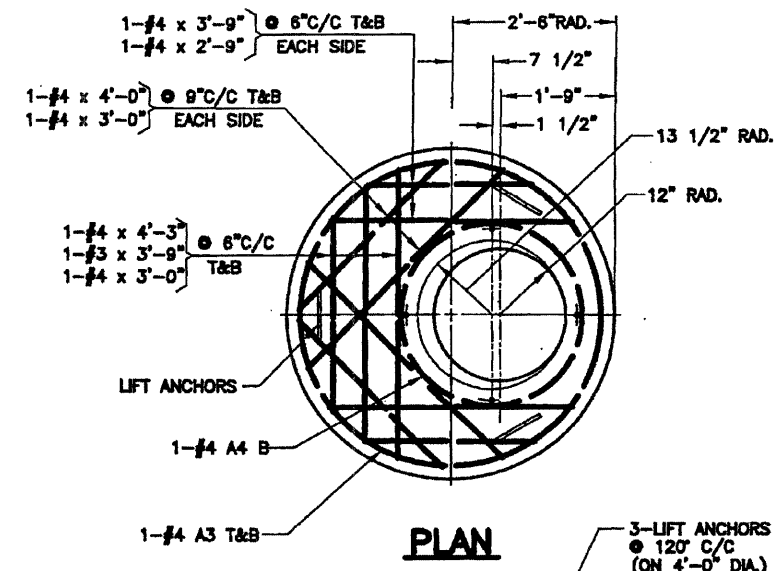 1-#4 x 3'-9" @ 6"C/C T&B
1-#4 x 2'-9" EACH SIDE
2'-6"RAD.
7 1/2"
1-#4 x 4'-0" @ 9"C/C T&B
1-#4 x 3'-0" EACH SIDE
1'-9"
1 1/2"
13 1/2" RAD.
12" RAD.
1-#4 x 4'-3"
1-#3 x 3'-9" @ 6"C/C
1-#4 x 3'-0" T&B
LIFT ANCHORS
1-#4 A4 B
1-#4 A3 T&B
PLAN
3-LIFT ANCHORS
@ 120° C/C
(ON 4'-0" DIA.)